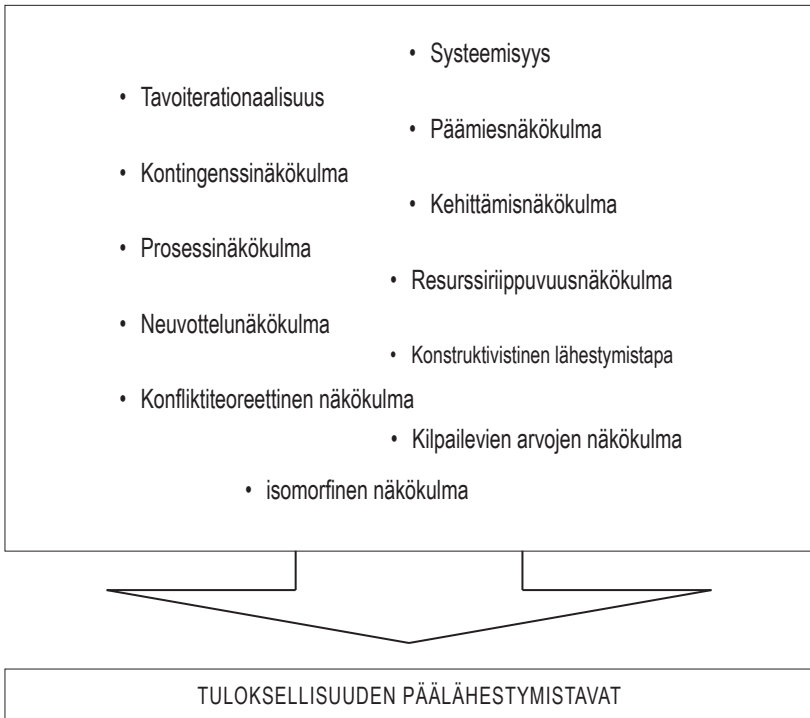 • Systeemisyys
• Tavoiterationaalisuus
• Päämiesnäkökulma
• Kontingenssinäkökulma
• Kehittämisnäkökulma
• Prosessinäkökulma
• Resurssiriippuvuusnäkökulma
• Neuvottelunäkökulma
• Konstruktivistinen lähestymistapa
• Konfliktiteoreettinen näkökulma
• Kilpailevien arvojen näkökulma
• isomorfinen näkökulma
TULOKSELLISUUDEN PÄÄLÄHESTYMISTAVAT